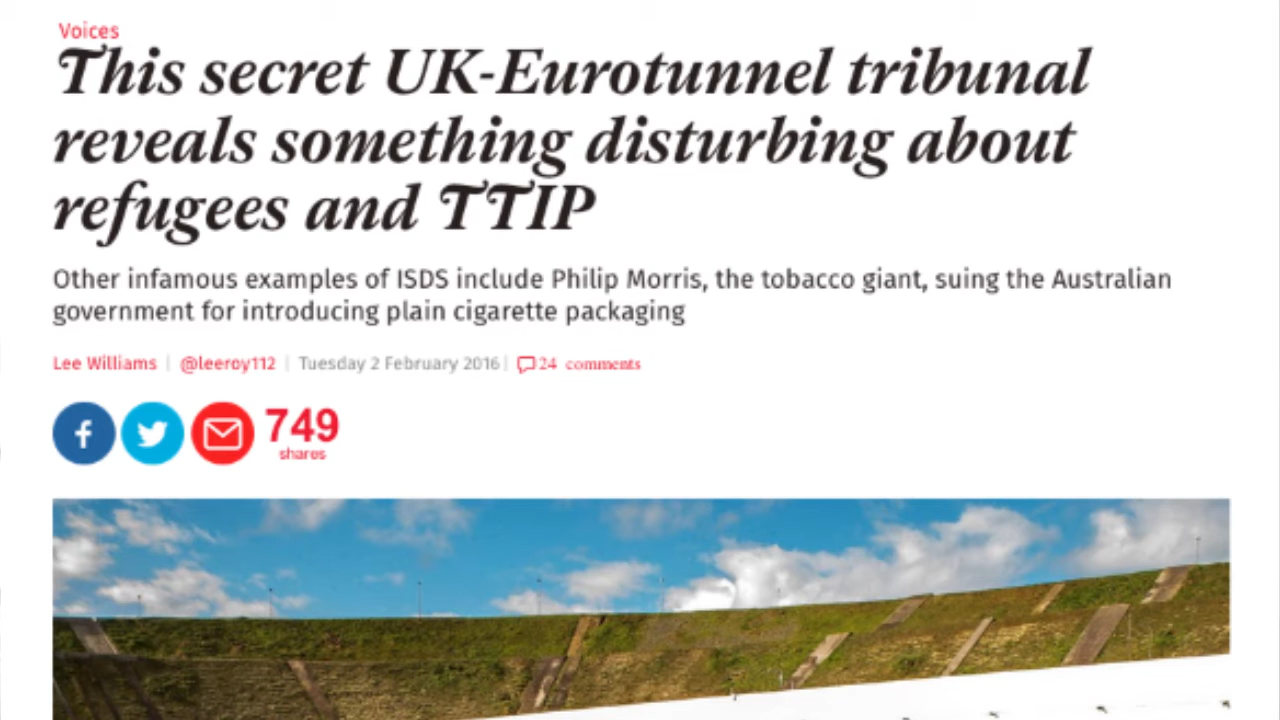 Voices
This secret UK-Eurotunnel tribunal
reveals something disturbing about
refugees and TTIP
Other infamous examples of ISDS include Philip Morris, the tobacco giant, suing the Australian
government for introducing plain cigarette packaging
Lee Williams | @leeroy112 | Tuesday 2 February 2016 | 24 comments
749
shares